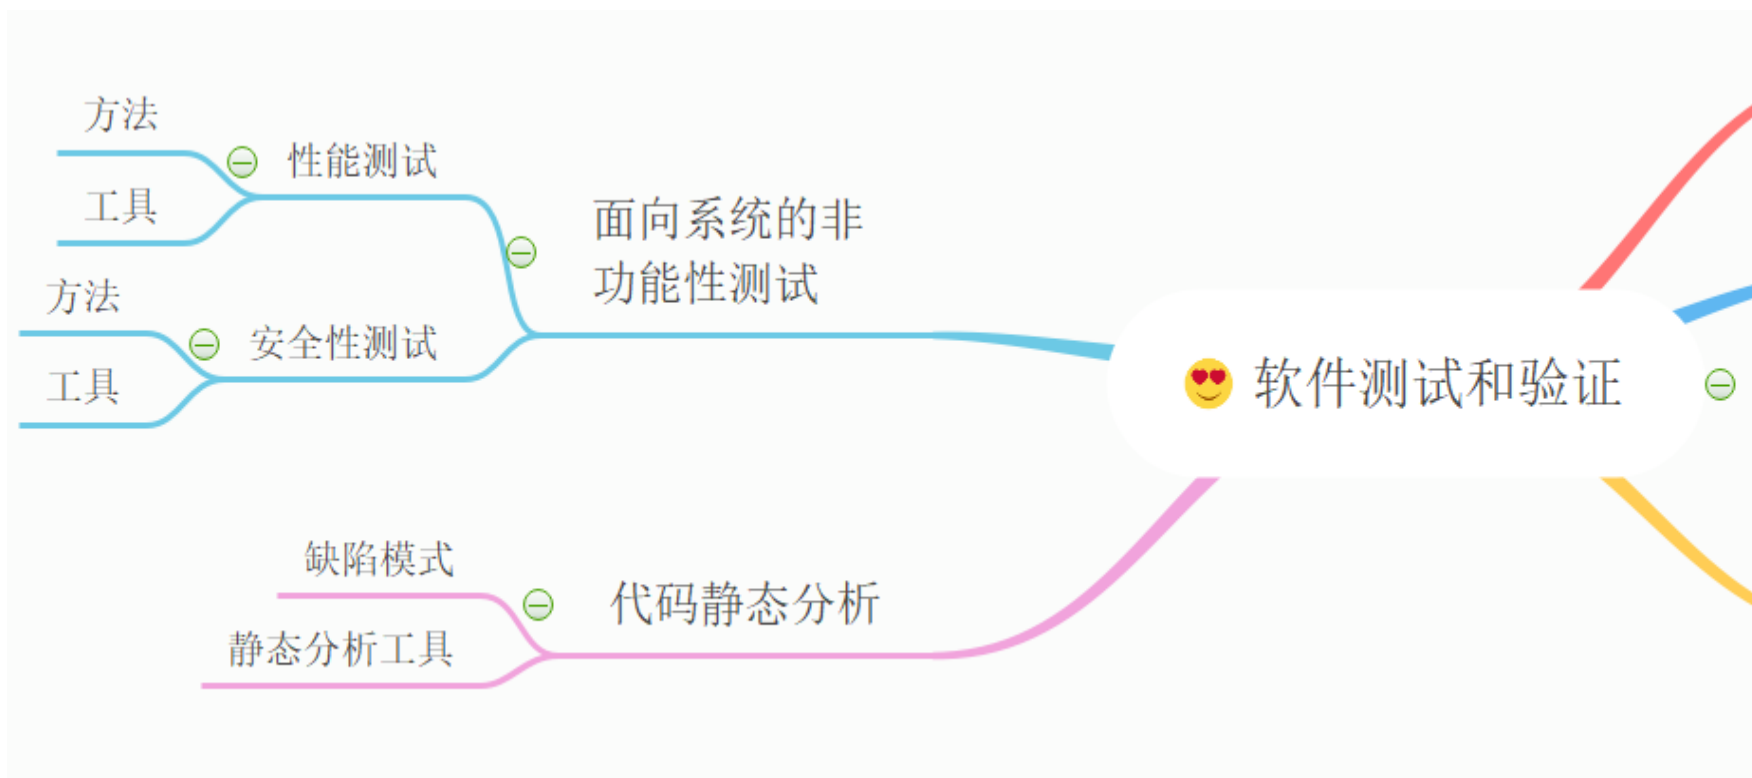 方法
性能测试
工具
面向系统的非
功能性测试
方法
安全性测试
工具
软件测试和验证
缺陷模式
代码静态分析
静态分析工具